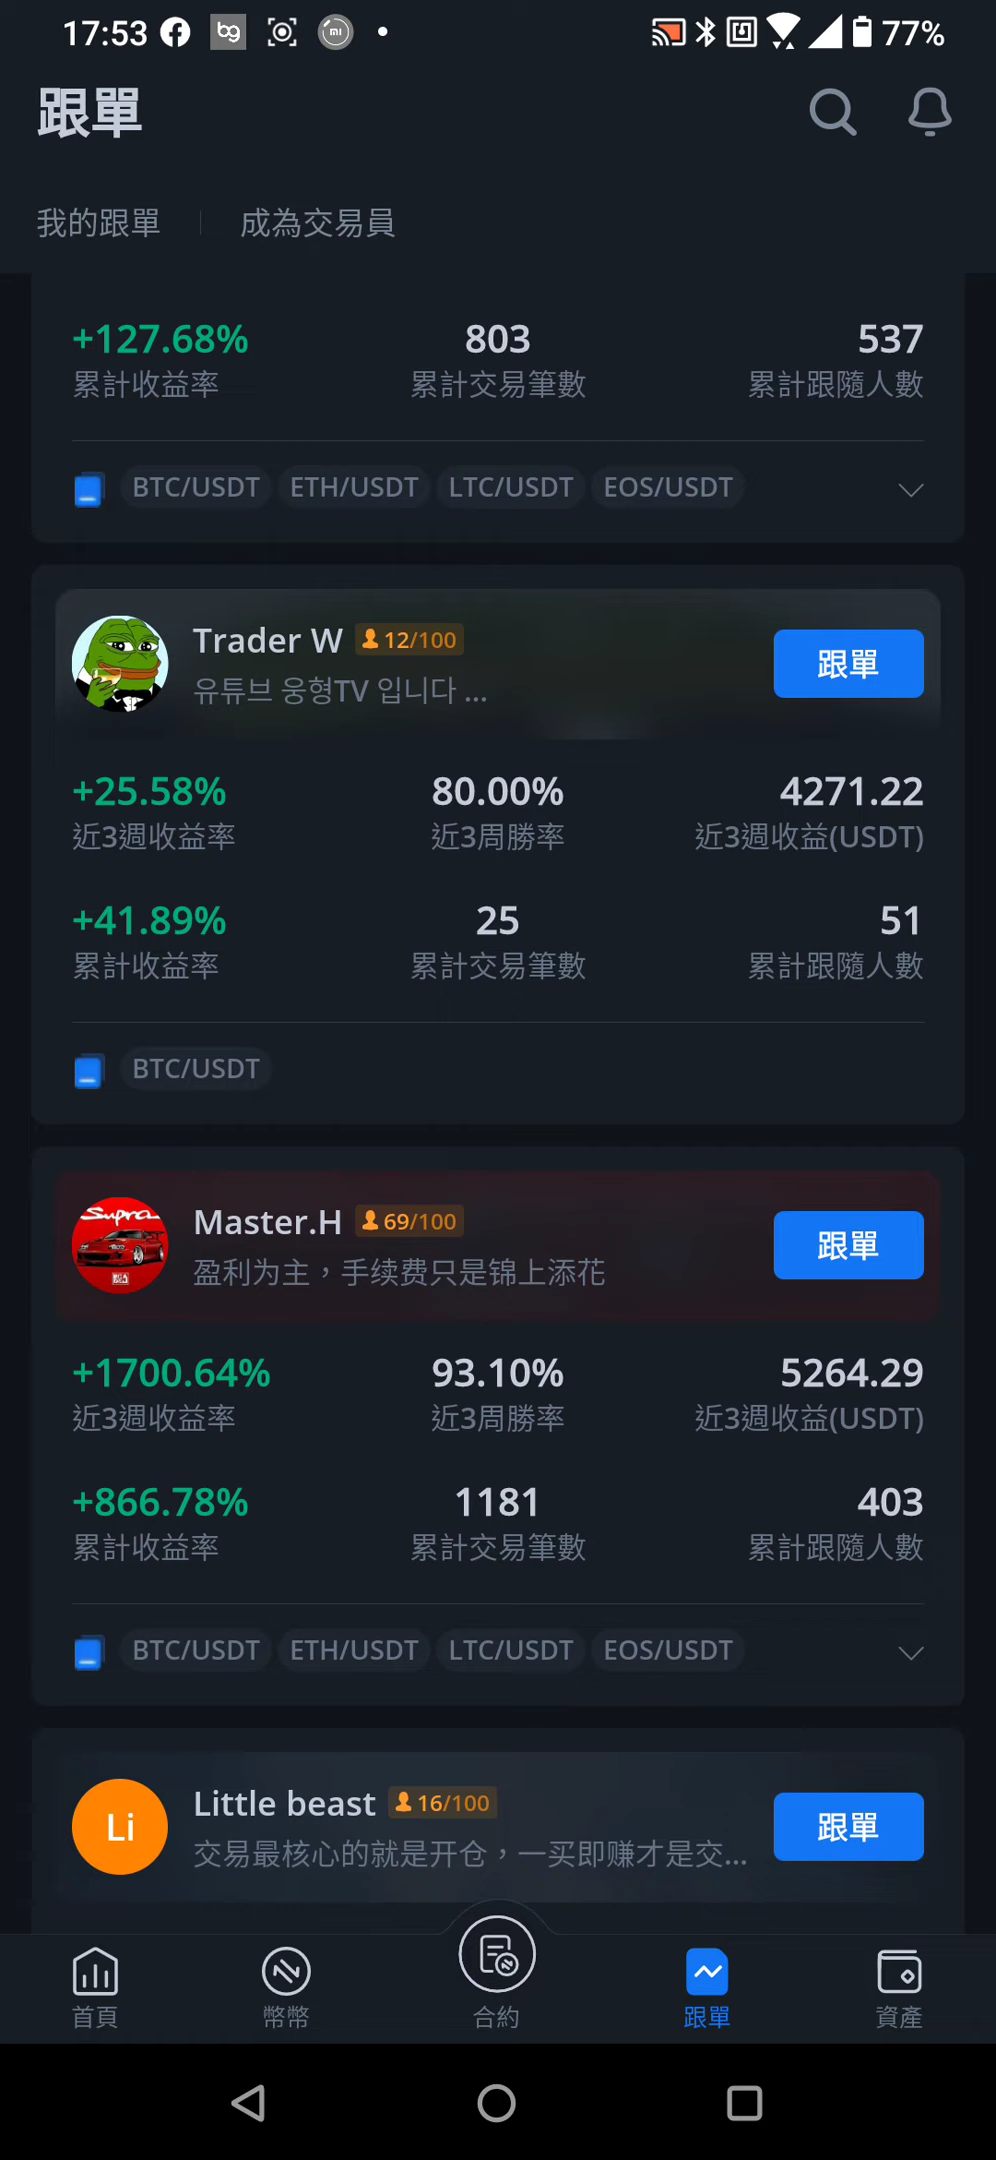 17:53
bg
mi
77%
跟單
我的跟單 成為交易員
+127.68% 803 537
累計收益率 累計交易筆數 累計跟隨人數
BTC/USDT ETH/USDT LTC/USDT EOS/USDT
Trader W 12/100
유튜브 웅형TV 입니다 ...
跟單
+25.58% 80.00% 4271.22
近3週收益率 近3周勝率 近3週收益(USDT)
+41.89% 25 51
累計收益率 累計交易筆數 累計跟隨人數
BTC/USDT
Supra
Master.H 69/100
盈利为主，手续费只是锦上添花
跟單
+1700.64% 93.10% 5264.29
近3週收益率 近3周勝率 近3週收益(USDT)
+866.78% 1181 403
累計收益率 累計交易筆數 累計跟隨人數
BTC/USDT ETH/USDT LTC/USDT EOS/USDT
Li
Little beast 16/100
交易最核心的就是开仓，一买即赚才是交...
跟單
首頁 幣幣 合約 跟單 資產